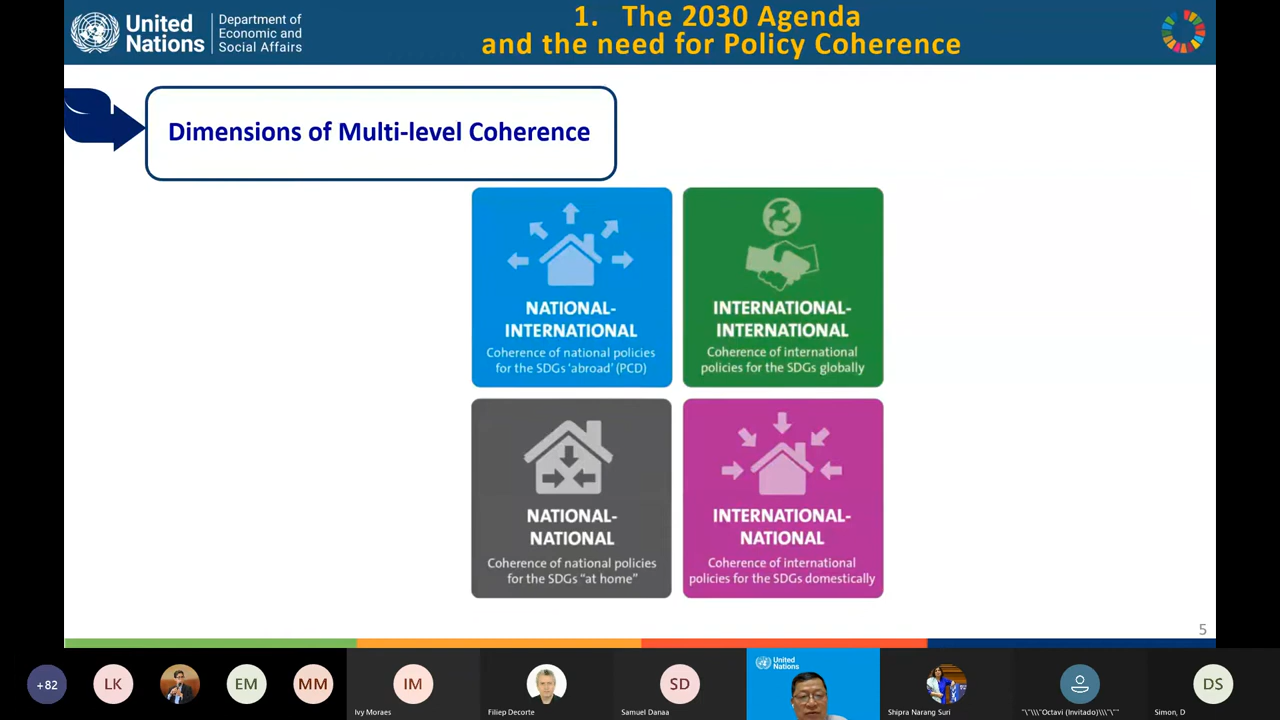 United
Nations
Department of
Economic and
Social Affairs
1. The 2030 Agenda
and the need for Policy Coherence
Dimensions of Multi-level Coherence
NATIONAL-
INTERNATIONAL
Coherence of national policies
for the SDGs ‘abroad’ (PCD)
INTERNATIONAL-
INTERNATIONAL
Coherence of international
policies for the SDGs globally
NATIONAL-
NATIONAL
Coherence of national policies
for the SDGs “at home”
INTERNATIONAL-
NATIONAL
Coherence of international
policies for the SDGs domestically
5
+82
LK
EM
MM
IM
Ivy Moraes
Filiep Decorte
SD
Samuel Danaa
United
Nations
Shipra Narang Suri
"\"\\\"Octavi (Invitado)\\\"\""
DS
Simon, D